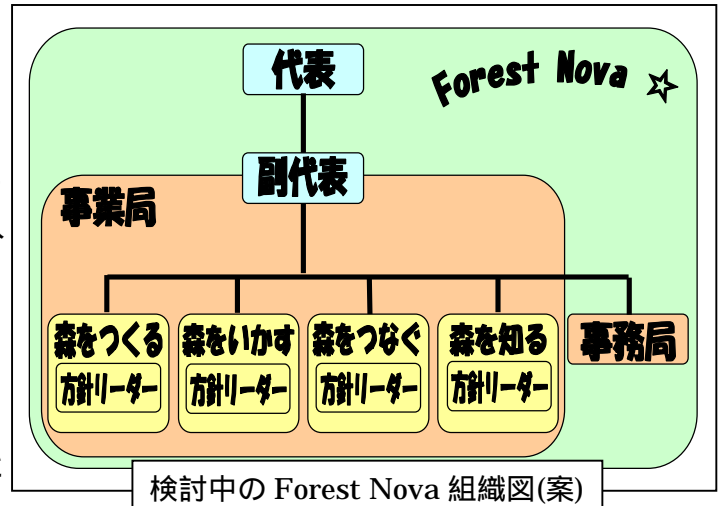 代表
Forest Nova ☆
副代表
事業局
森をつくる
方針リーダー
森をいかす
方針リーダー
森をつなぐ
方針リーダー
森を知る
方針リーダー
事務局
検討中の Forest Nova 組織図(案)